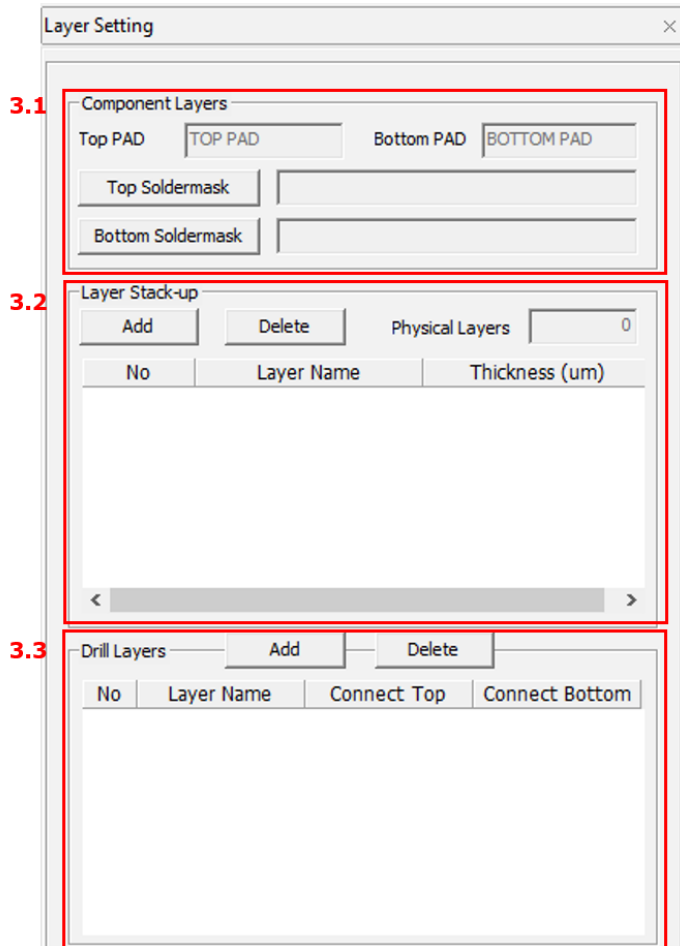 Layer Setting
3.1
Component Layers
Top PAD TOP PAD Bottom PAD BOTTOM PAD
Top Soldermask
Bottom Soldermask
3.2
Layer Stack-up
Add Delete Physical Layers 0
No Layer Name Thickness (um)
3.3
Drill Layers Add Delete
No Layer Name Connect Top Connect Bottom